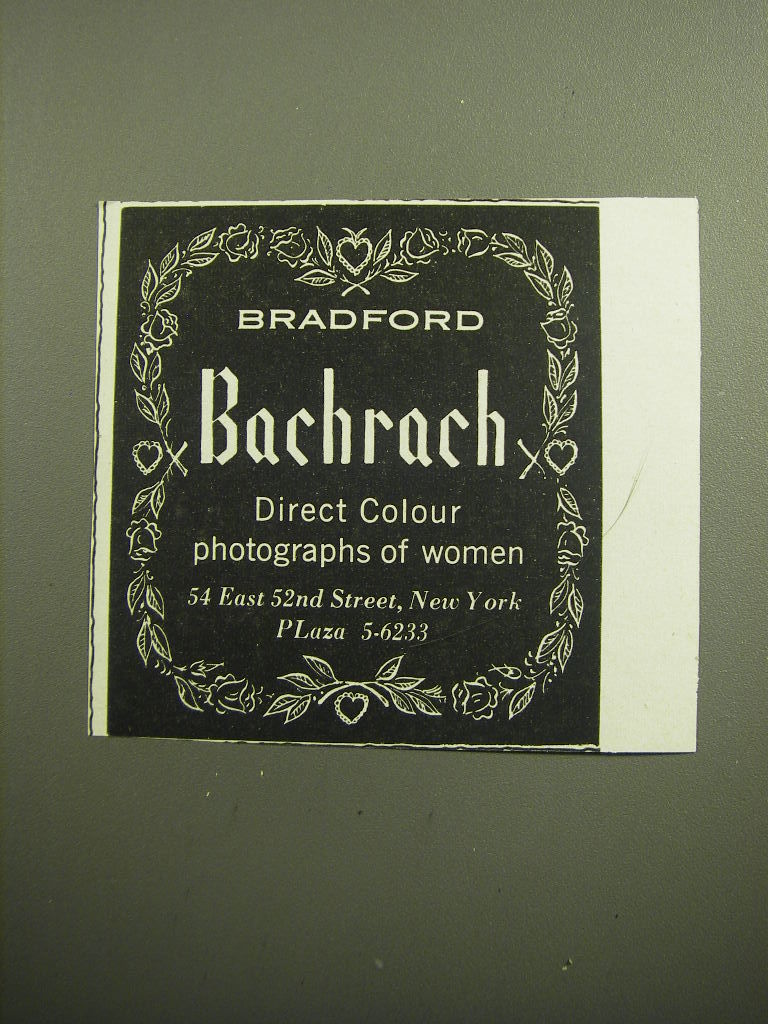 BRADFORD
Bachrach
Direct Colour
photographs of women
54 East 52nd Street, New York
PLaza 5-6233